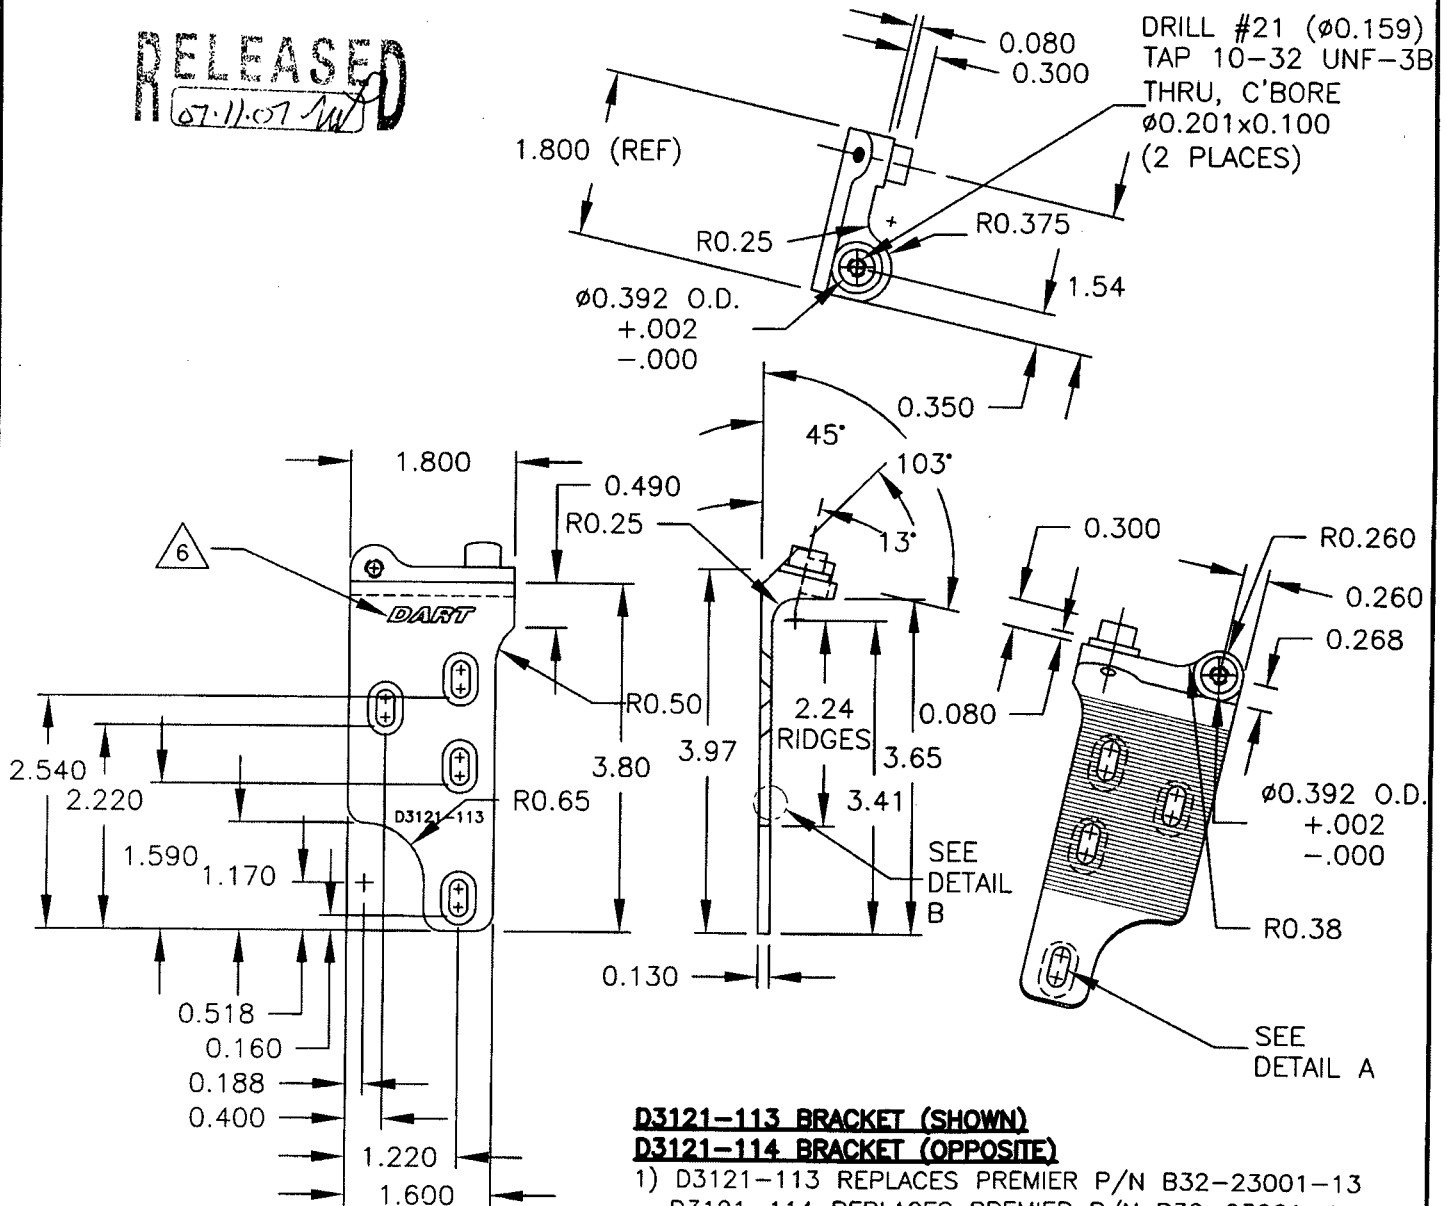 RELEASED
07.11.07
0.080
0.300
DRILL #21 (ø0.159)
TAP 10-32 UNF-3B
THRU, C'BORE
ø0.201x0.100
(2 PLACES)
1.800 (REF)
R0.25
R0.375
1.54
ø0.392 O.D.
+.002
-.000
0.350
45°
103°
13°
1.800
0.490
R0.25
6
DART
0.300
R0.260
0.260
0.268
0.080
R0.50
2.24
RIDGES
3.97
3.80
3.65
3.41
2.540
2.220
1.590
1.170
R0.65
D3121-113
SEE
DETAIL
B
ø0.392 O.D.
+.002
-.000
R0.38
0.130
0.518
0.160
0.188
0.400
1.220
1.600
SEE
DETAIL A
D3121-113 BRACKET (SHOWN)
D3121-114 BRACKET (OPPOSITE)
1) D3121-113 REPLACES PREMIER P/N B32-23001-13